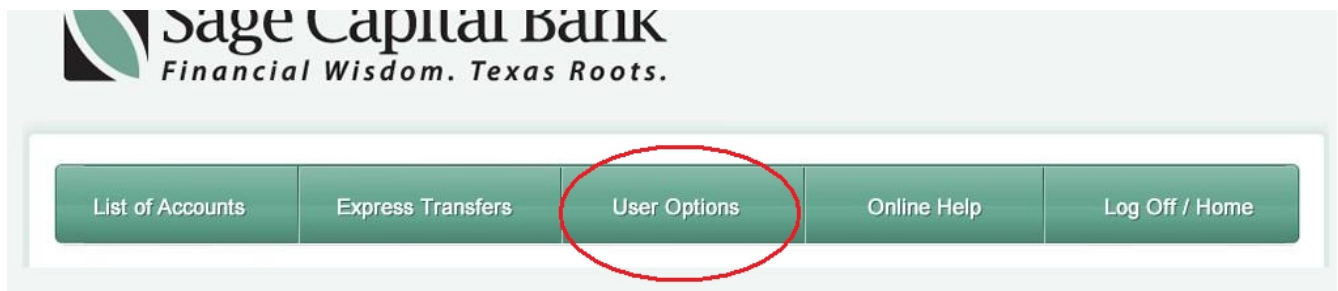 Sage Capital Bank
Financial Wisdom. Texas Roots.
List of Accounts Express Transfers User Options Online Help Log Off / Home